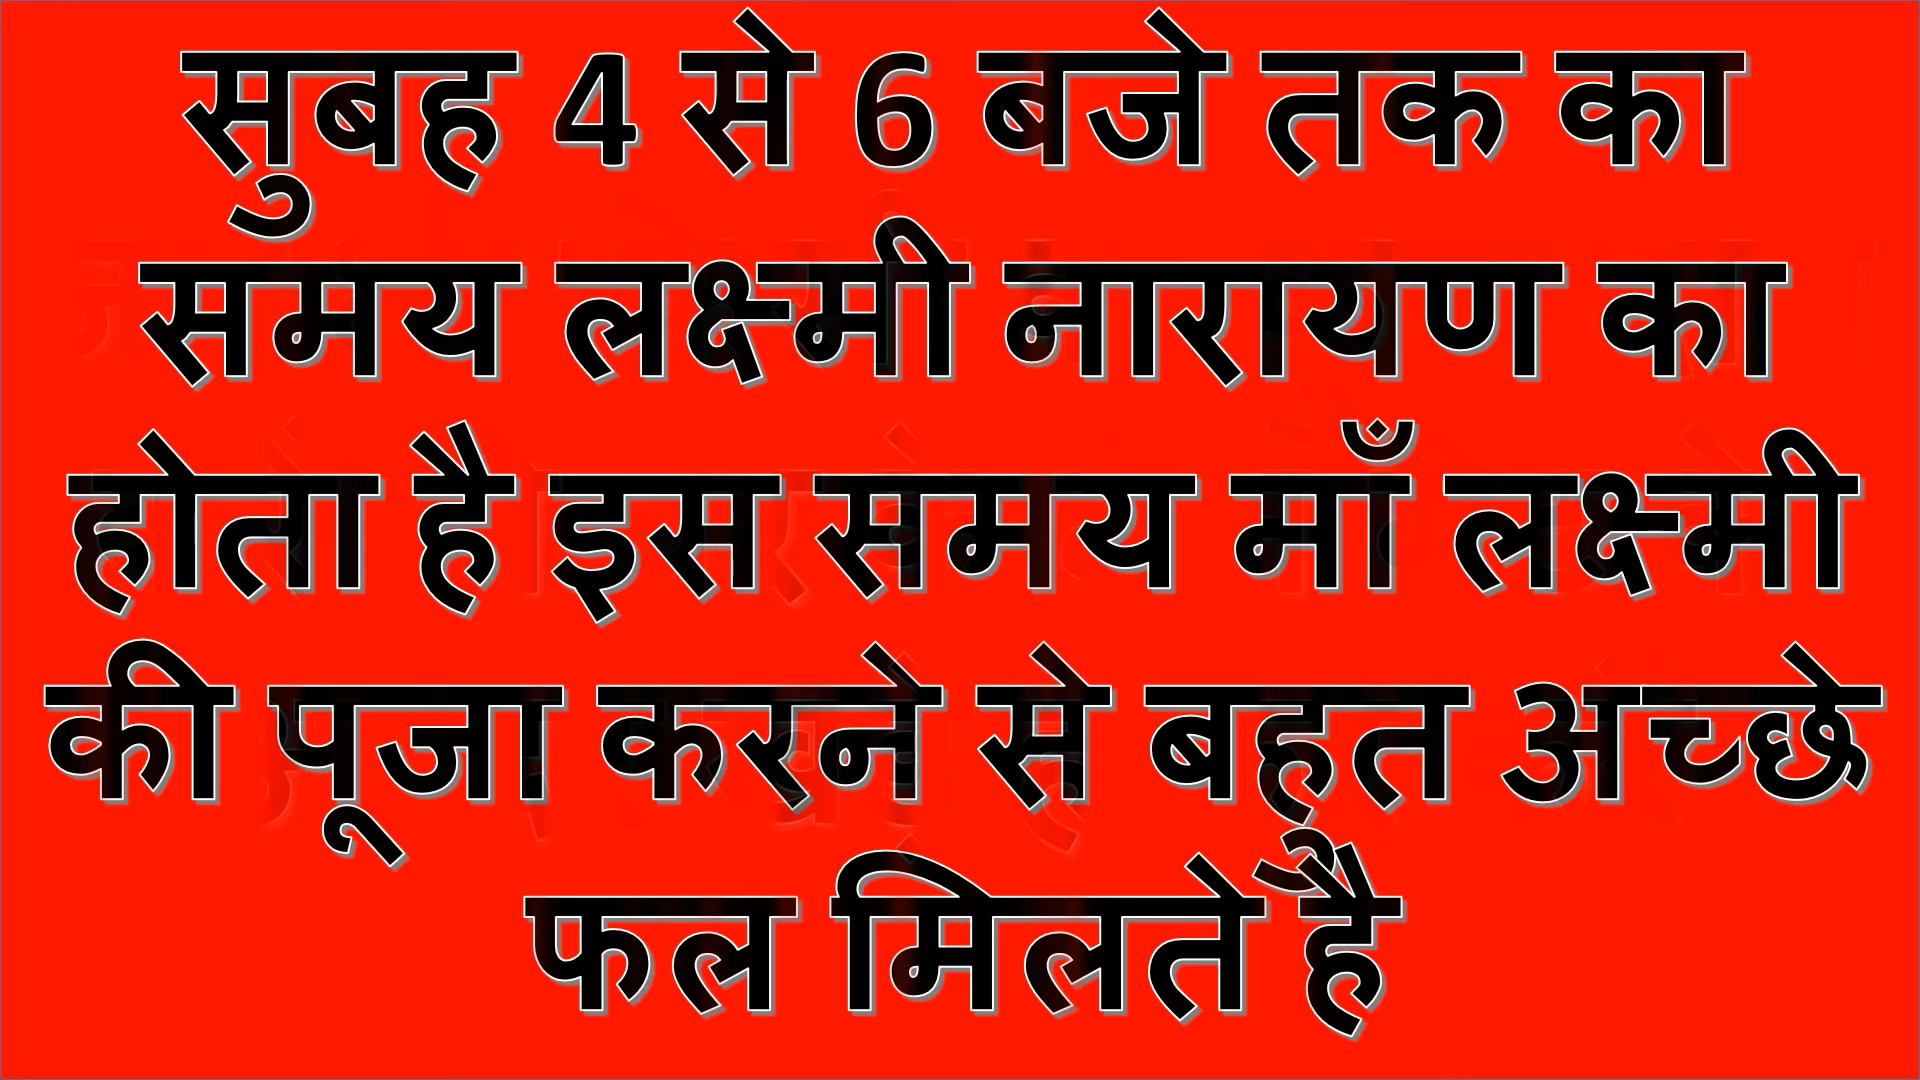 सुबह 4 से 6 बजे तक का
समय लक्ष्मी नारायण का
होता है इस समय माँ लक्ष्मी
की पूजा करने से बहुत अच्छे
फल मिलते है